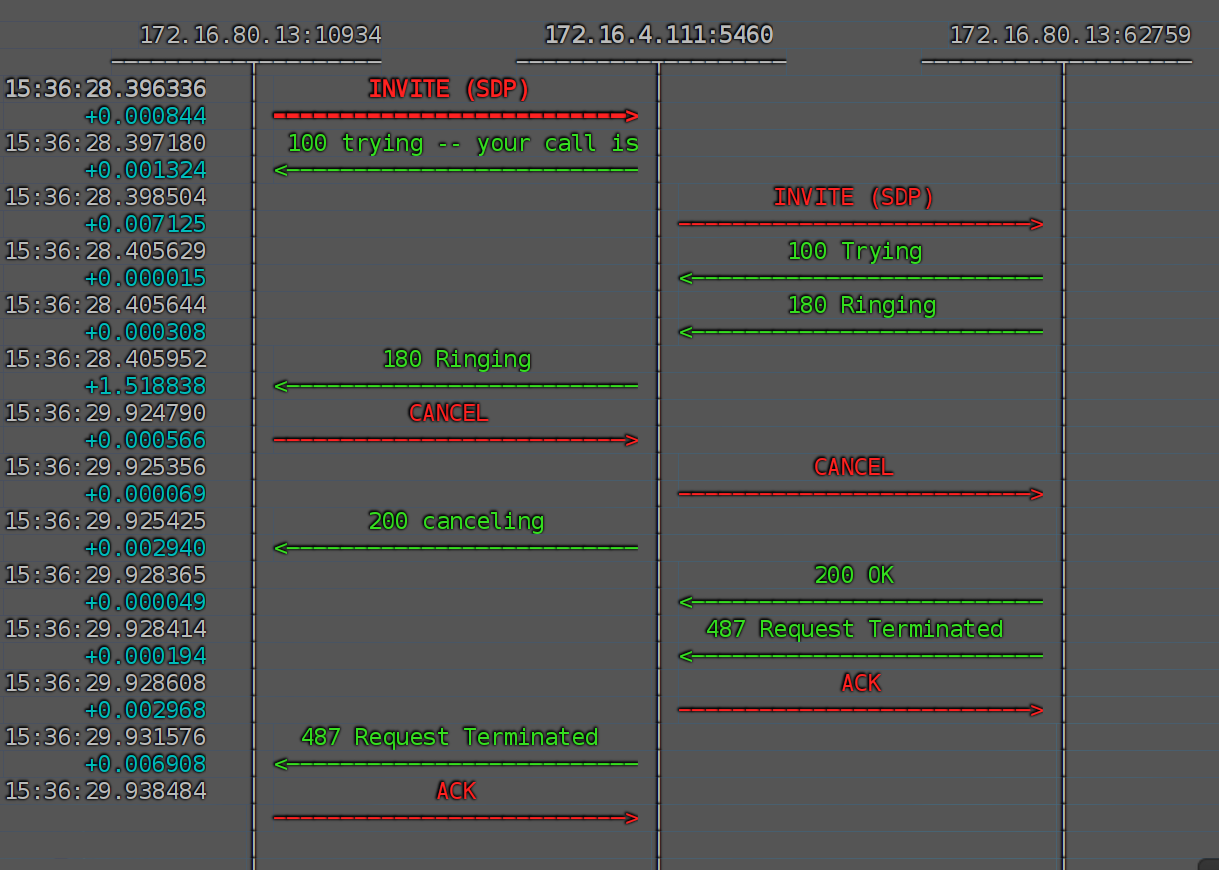 172.16.80.13:10934 172.16.4.111:5460 172.16.80.13:62759
15:36:28.396336 INVITE (SDP)
+0.000844
15:36:28.397180 100 trying -- your call is
+0.001324
15:36:28.398504 INVITE (SDP)
+0.007125
15:36:28.405629 100 Trying
+0.000015
15:36:28.405644 180 Ringing
+0.000308
15:36:28.405952 180 Ringing
+1.518838
15:36:29.924790 CANCEL
+0.000566
15:36:29.925356 CANCEL
+0.000069
15:36:29.925425 200 canceling
+0.002940
15:36:29.928365 200 OK
+0.000049
15:36:29.928414 487 Request Terminated
+0.000194
15:36:29.928608 ACK
+0.002968
15:36:29.931576 487 Request Terminated
+0.006908
15:36:29.938484 ACK